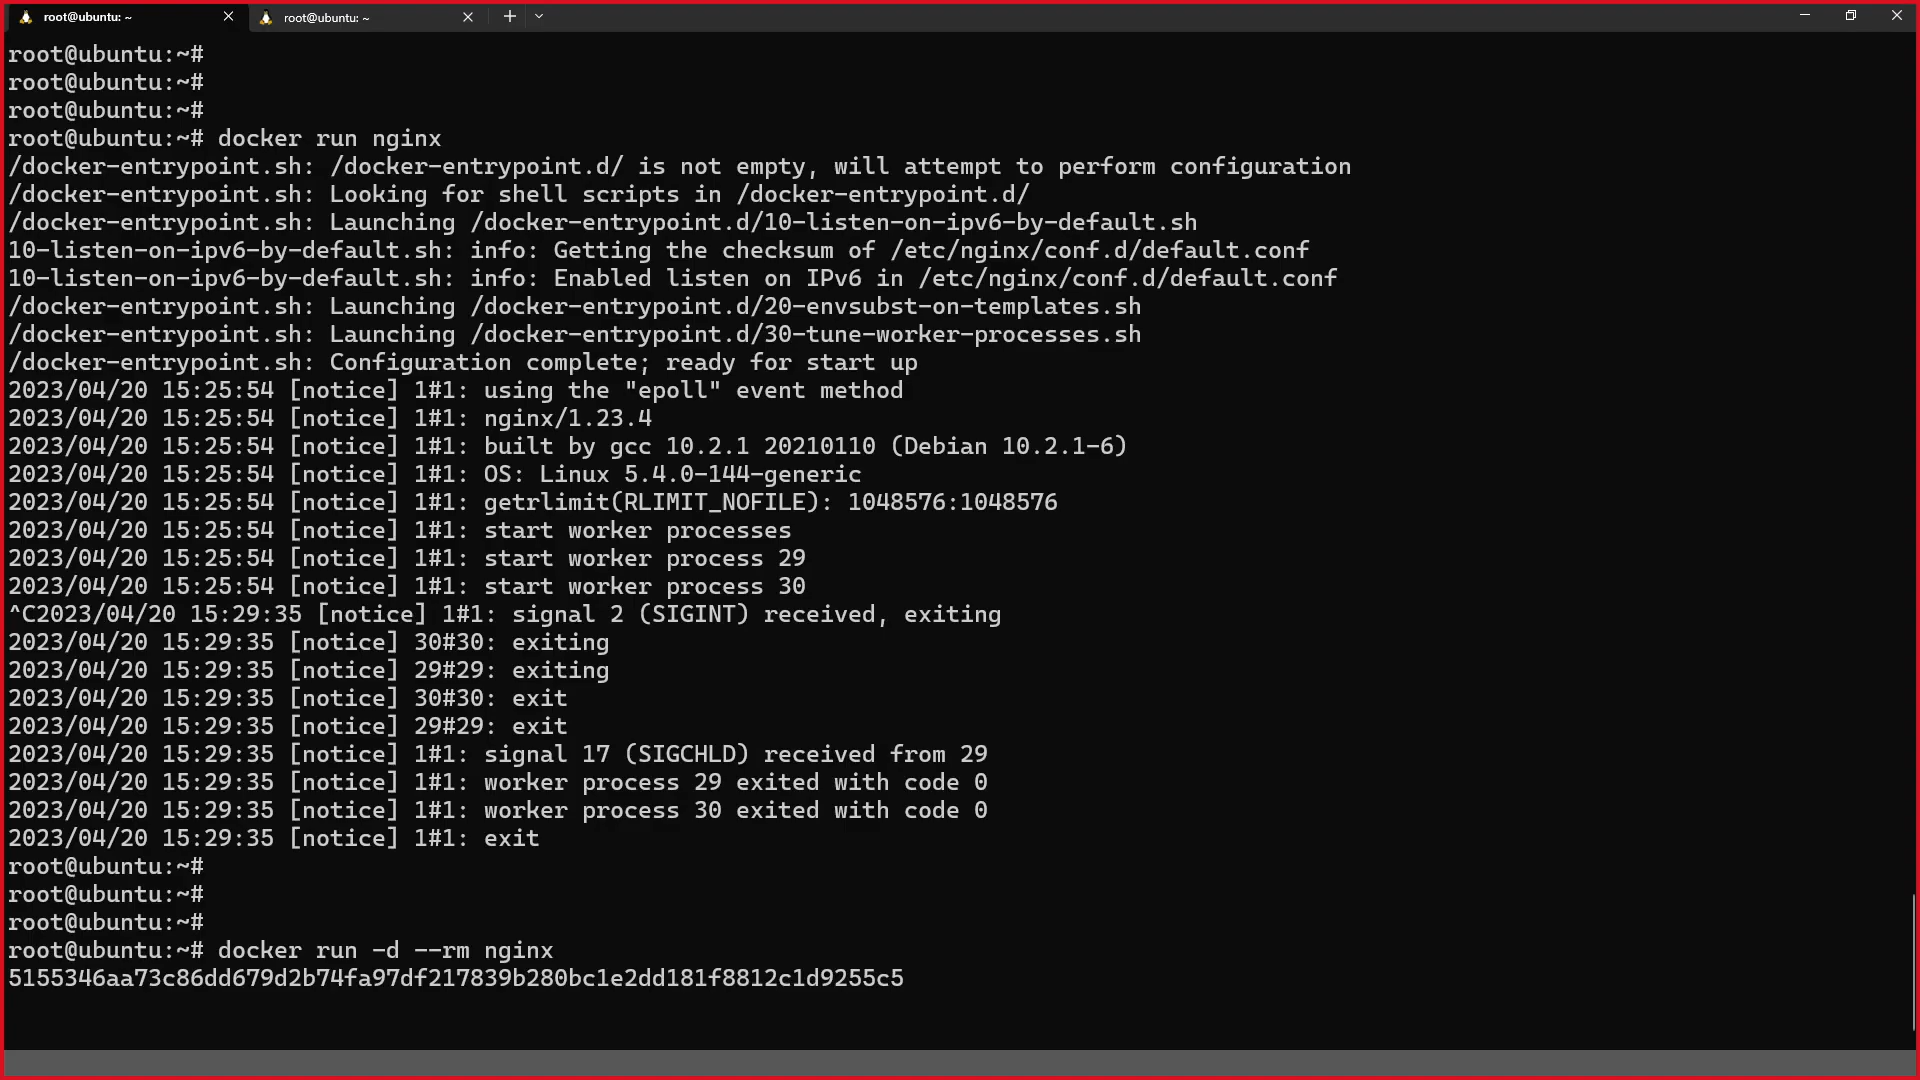 root@ubuntu: ~
root@ubuntu: ~
root@ubuntu:~#
root@ubuntu:~#
root@ubuntu:~#
root@ubuntu:~# docker run nginx
/docker-entrypoint.sh: /docker-entrypoint.d/ is not empty, will attempt to perform configuration
/docker-entrypoint.sh: Looking for shell scripts in /docker-entrypoint.d/
/docker-entrypoint.sh: Launching /docker-entrypoint.d/10-listen-on-ipv6-by-default.sh
10-listen-on-ipv6-by-default.sh: info: Getting the checksum of /etc/nginx/conf.d/default.conf
10-listen-on-ipv6-by-default.sh: info: Enabled listen on IPv6 in /etc/nginx/conf.d/default.conf
/docker-entrypoint.sh: Launching /docker-entrypoint.d/20-envsubst-on-templates.sh
/docker-entrypoint.sh: Launching /docker-entrypoint.d/30-tune-worker-processes.sh
/docker-entrypoint.sh: Configuration complete; ready for start up
2023/04/20 15:25:54 [notice] 1#1: using the "epoll" event method
2023/04/20 15:25:54 [notice] 1#1: nginx/1.23.4
2023/04/20 15:25:54 [notice] 1#1: built by gcc 10.2.1 20210110 (Debian 10.2.1-6)
2023/04/20 15:25:54 [notice] 1#1: OS: Linux 5.4.0-144-generic
2023/04/20 15:25:54 [notice] 1#1: getrlimit(RLIMIT_NOFILE): 1048576:1048576
2023/04/20 15:25:54 [notice] 1#1: start worker processes
2023/04/20 15:25:54 [notice] 1#1: start worker process 29
2023/04/20 15:25:54 [notice] 1#1: start worker process 30
^C2023/04/20 15:29:35 [notice] 1#1: signal 2 (SIGINT) received, exiting
2023/04/20 15:29:35 [notice] 30#30: exiting
2023/04/20 15:29:35 [notice] 29#29: exiting
2023/04/20 15:29:35 [notice] 30#30: exit
2023/04/20 15:29:35 [notice] 29#29: exit
2023/04/20 15:29:35 [notice] 1#1: signal 17 (SIGCHLD) received from 29
2023/04/20 15:29:35 [notice] 1#1: worker process 29 exited with code 0
2023/04/20 15:29:35 [notice] 1#1: worker process 30 exited with code 0
2023/04/20 15:29:35 [notice] 1#1: exit
root@ubuntu:~#
root@ubuntu:~#
root@ubuntu:~#
root@ubuntu:~# docker run -d --rm nginx
5155346aa73c86dd679d2b74fa97df217839b280bc1e2dd181f8812c1d9255c5